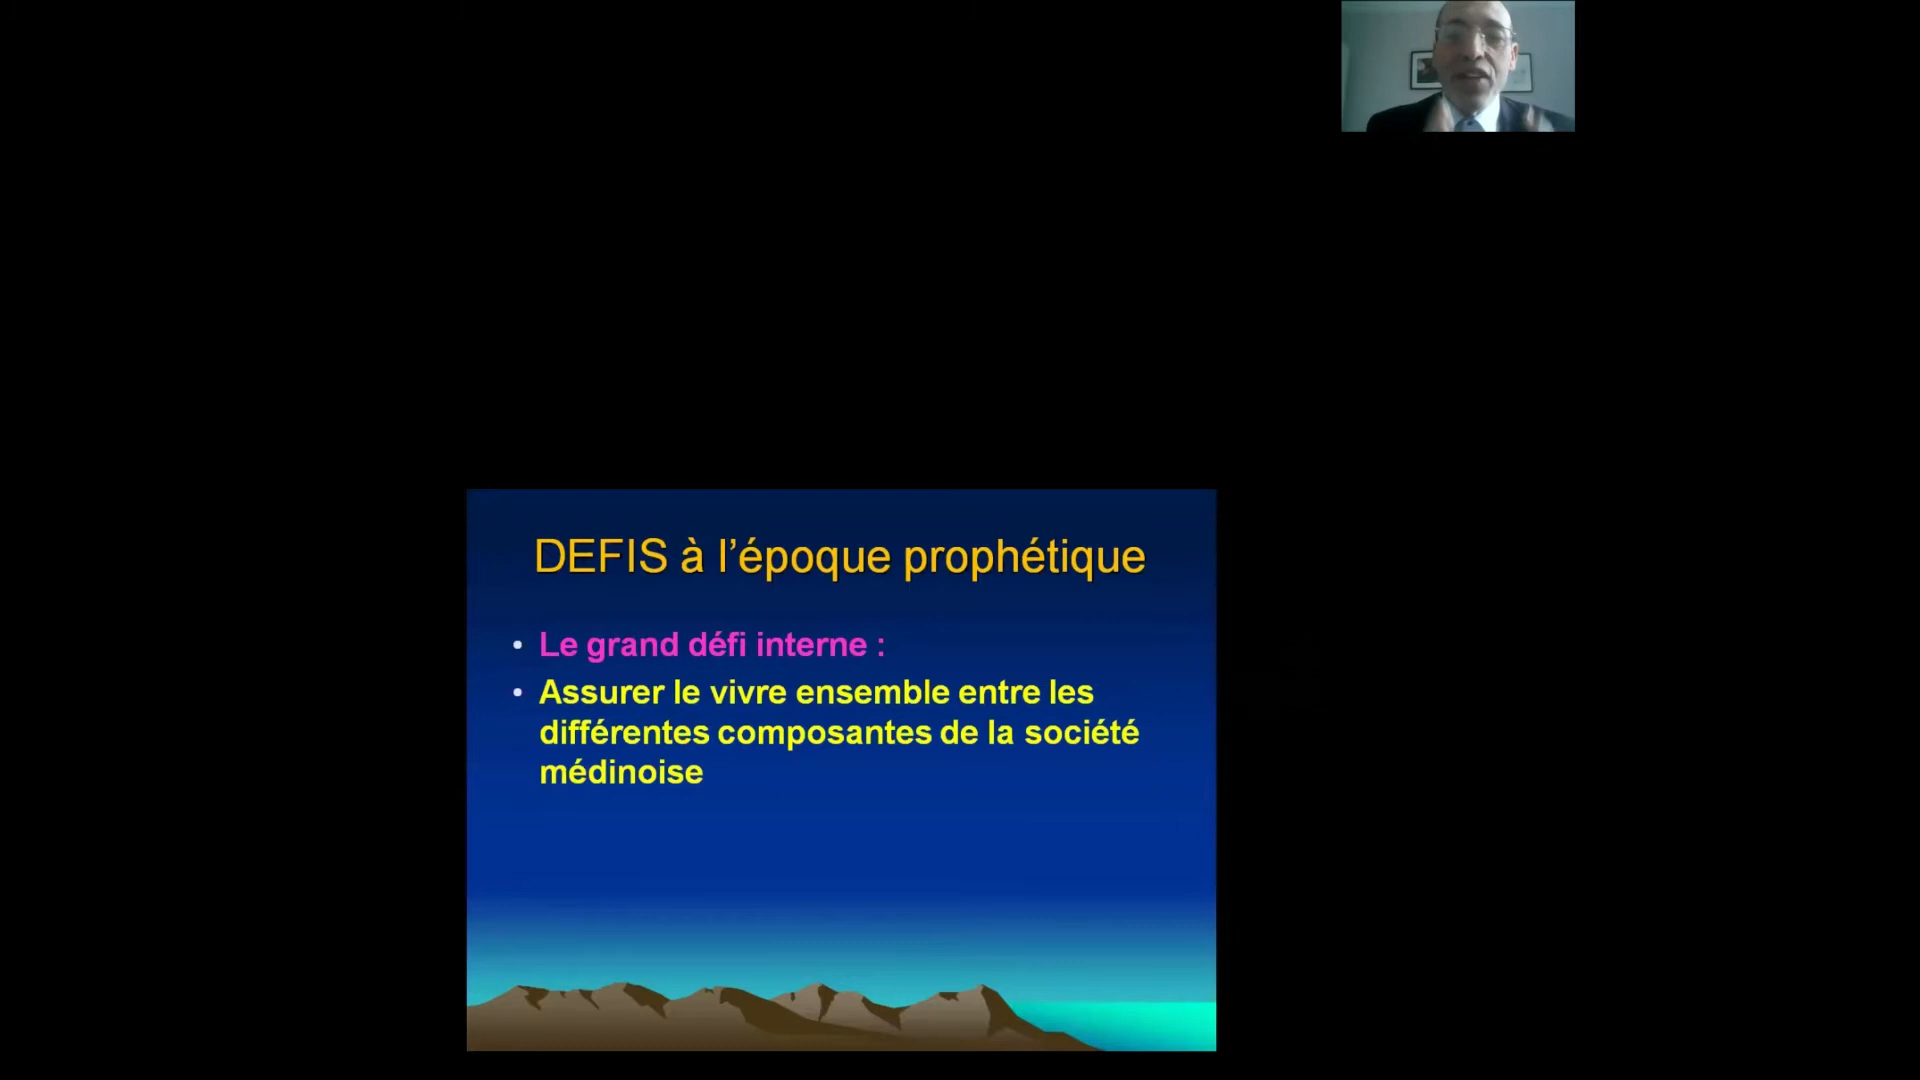 DEFIS à l’époque prophétique
• Le grand défi interne :
• Assurer le vivre ensemble entre les
différentes composantes de la société
médinoise